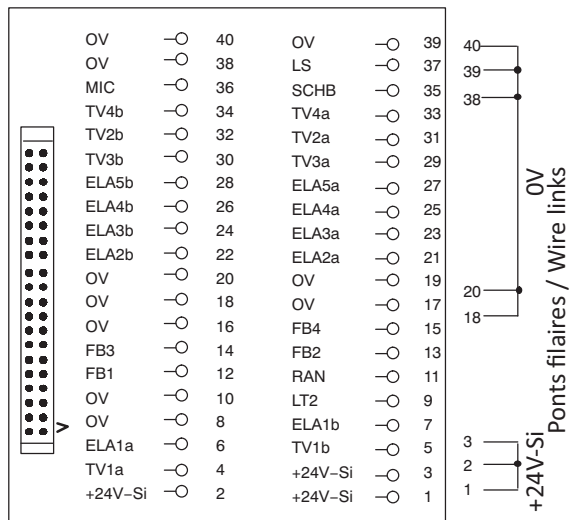 OV 40 OV 39 40
OV 38 LS 37 39
MIC 36 SCHB 35 38
TV4b 34 TV4a 33
TV2b 32 TV2a 31
TV3b 30 TV3a 29
ELA5b 28 ELA5a 27
ELA4b 26 ELA4a 25
ELA3b 24 ELA3a 23
ELA2b 22 ELA2a 21
OV 20 OV 19 20
OV 18 OV 17 18
OV 16 FB4 15
FB3 14 FB2 13
FB1 12 RAN 11
OV 10 LT2 9
OV 8 ELA1b 7
>
ELA1a 6 TV1b 5 3
TV1a 4 +24V–Si 3 2
+24V–Si 2 +24V–Si 1 1
0V
+24V-Si
Ponts filaires / Wire links